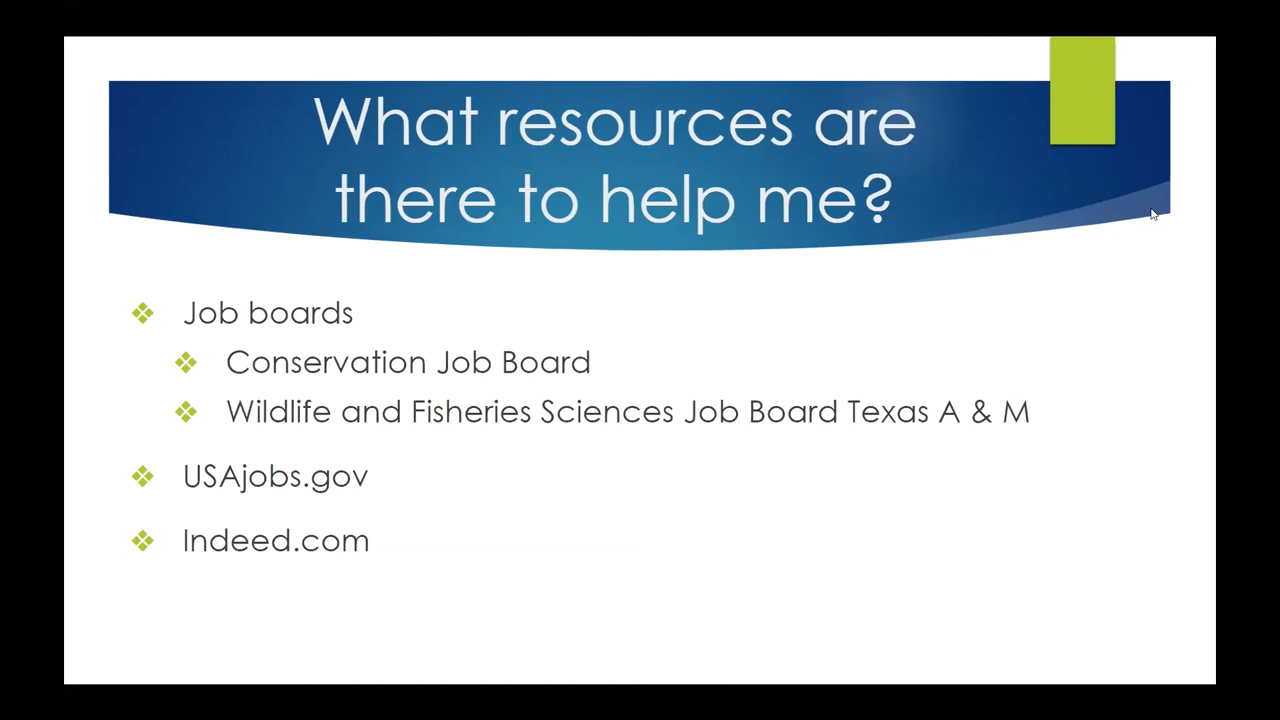 What resources are
there to help me?
Job boards
Conservation Job Board
Wildlife and Fisheries Sciences Job Board Texas A & M
USAjobs.gov
Indeed.com